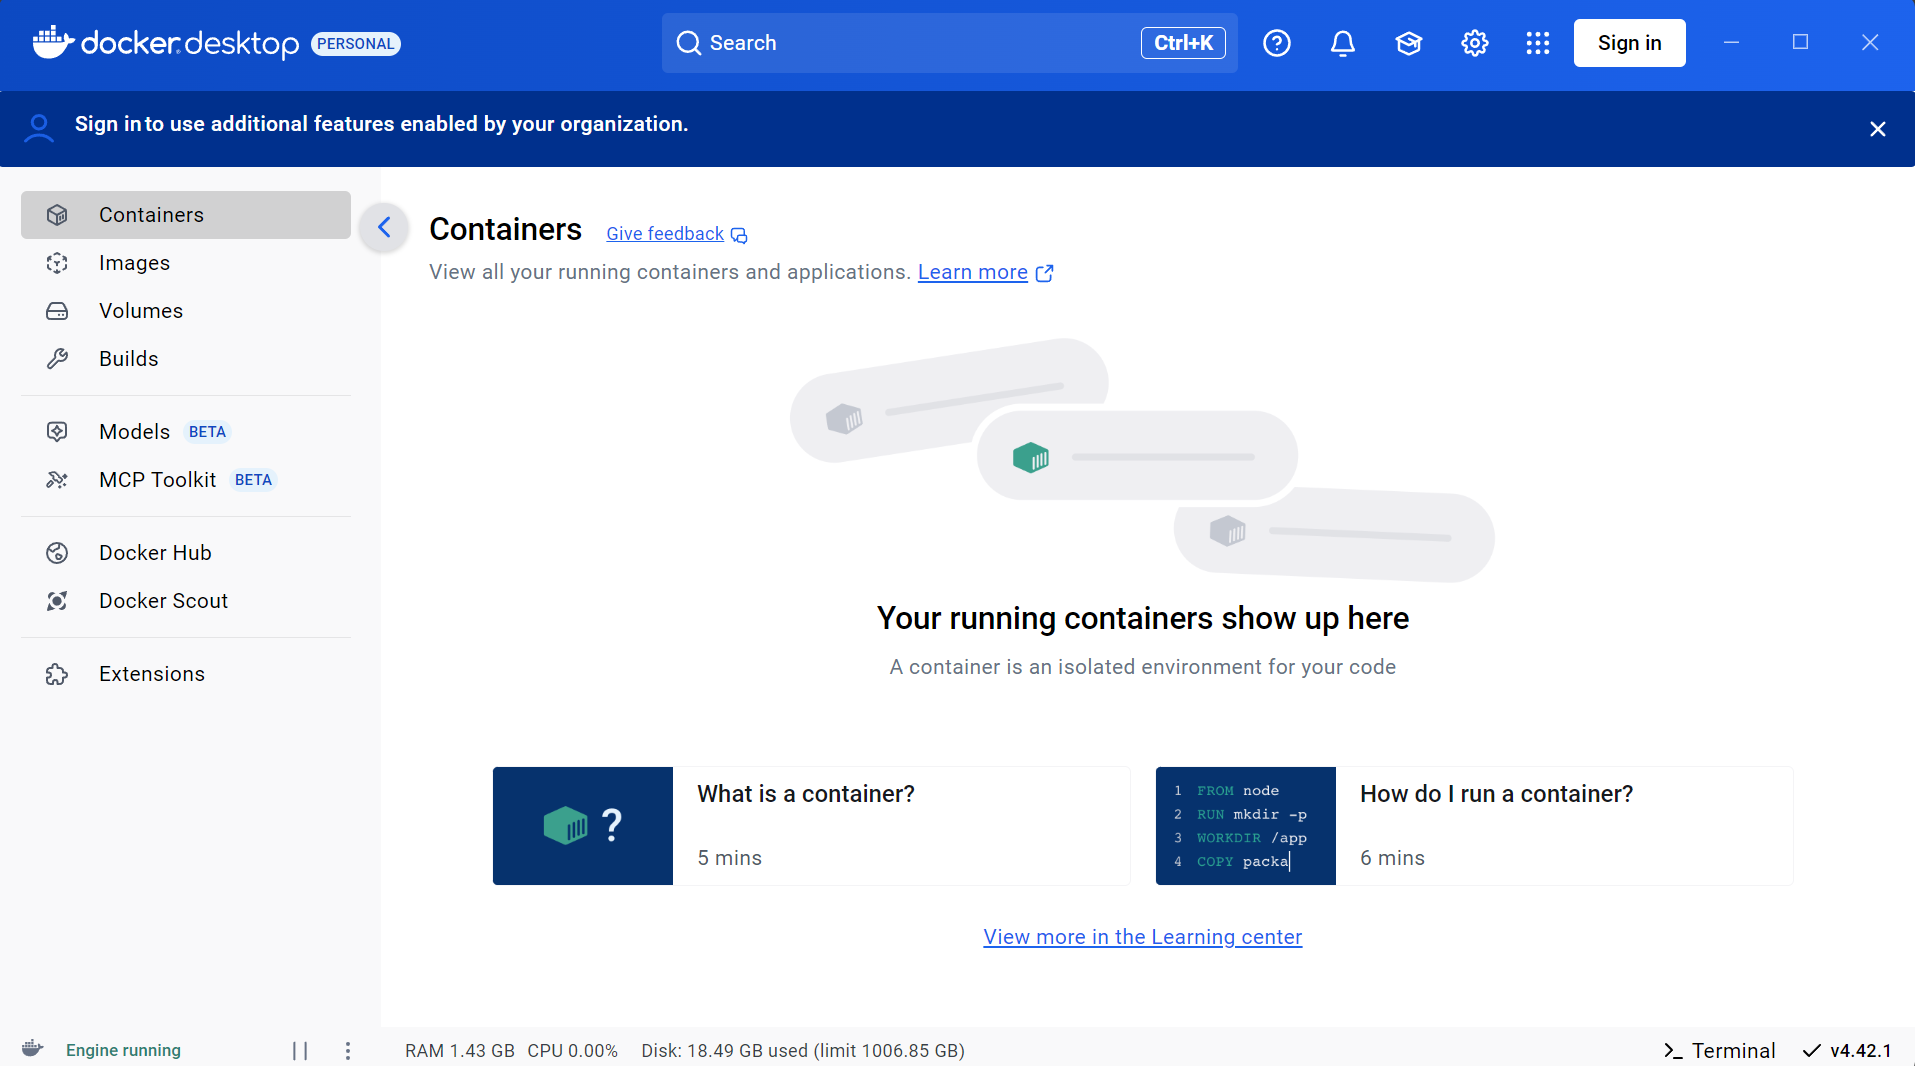 docker desktop PERSONAL
Search
Ctrl+K
Sign in
Sign in to use additional features enabled by your organization.
Containers
Images
Volumes
Builds
Models BETA
MCP Toolkit BETA
Docker Hub
Docker Scout
Extensions
Containers Give feedback
View all your running containers and applications. Learn more
Your running containers show up here
A container is an isolated environment for your code
?
What is a container?
5 mins
1 FROM node
2 RUN mkdir -p
3 WORKDIR /app
4 COPY packa
How do I run a container?
6 mins
View more in the Learning center
Engine running
RAM 1.43 GB CPU 0.00% Disk: 18.49 GB used (limit 1006.85 GB)
Terminal
v4.42.1